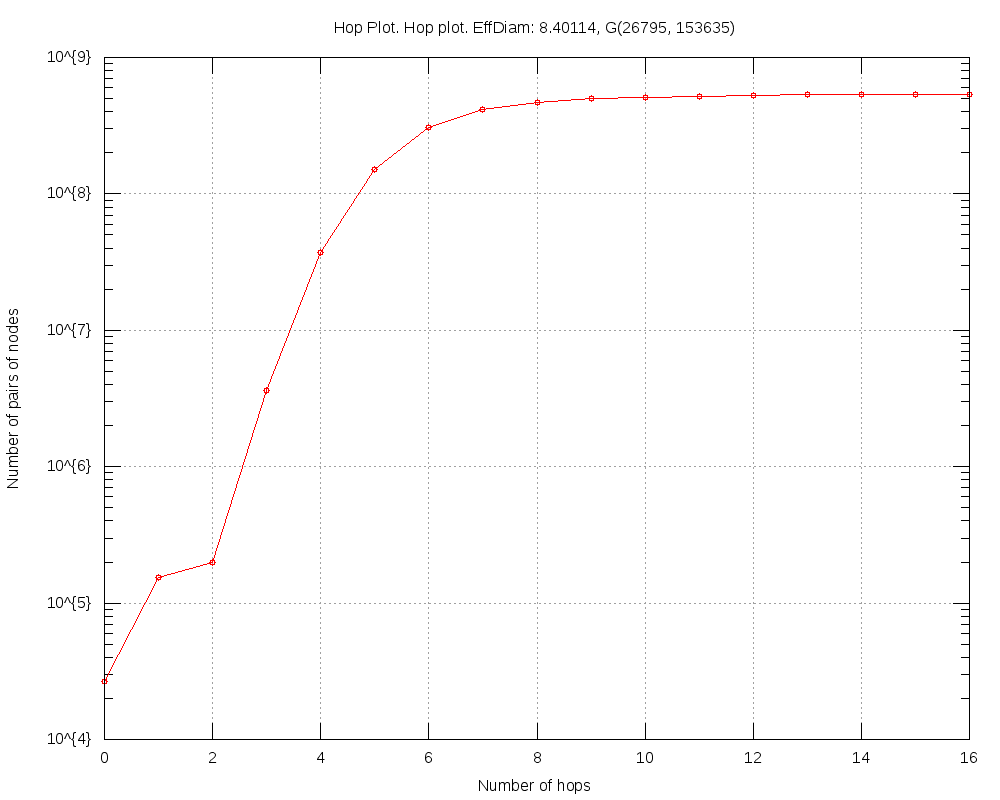 Hop Plot. Hop plot. EffDiam: 8.40114, G(26795, 153635)
10^{9}
10^{8}
10^{7}
10^{6}
10^{5}
10^{4}
Number of pairs of nodes
0 2 4 6 8 10 12 14 16
Number of hops